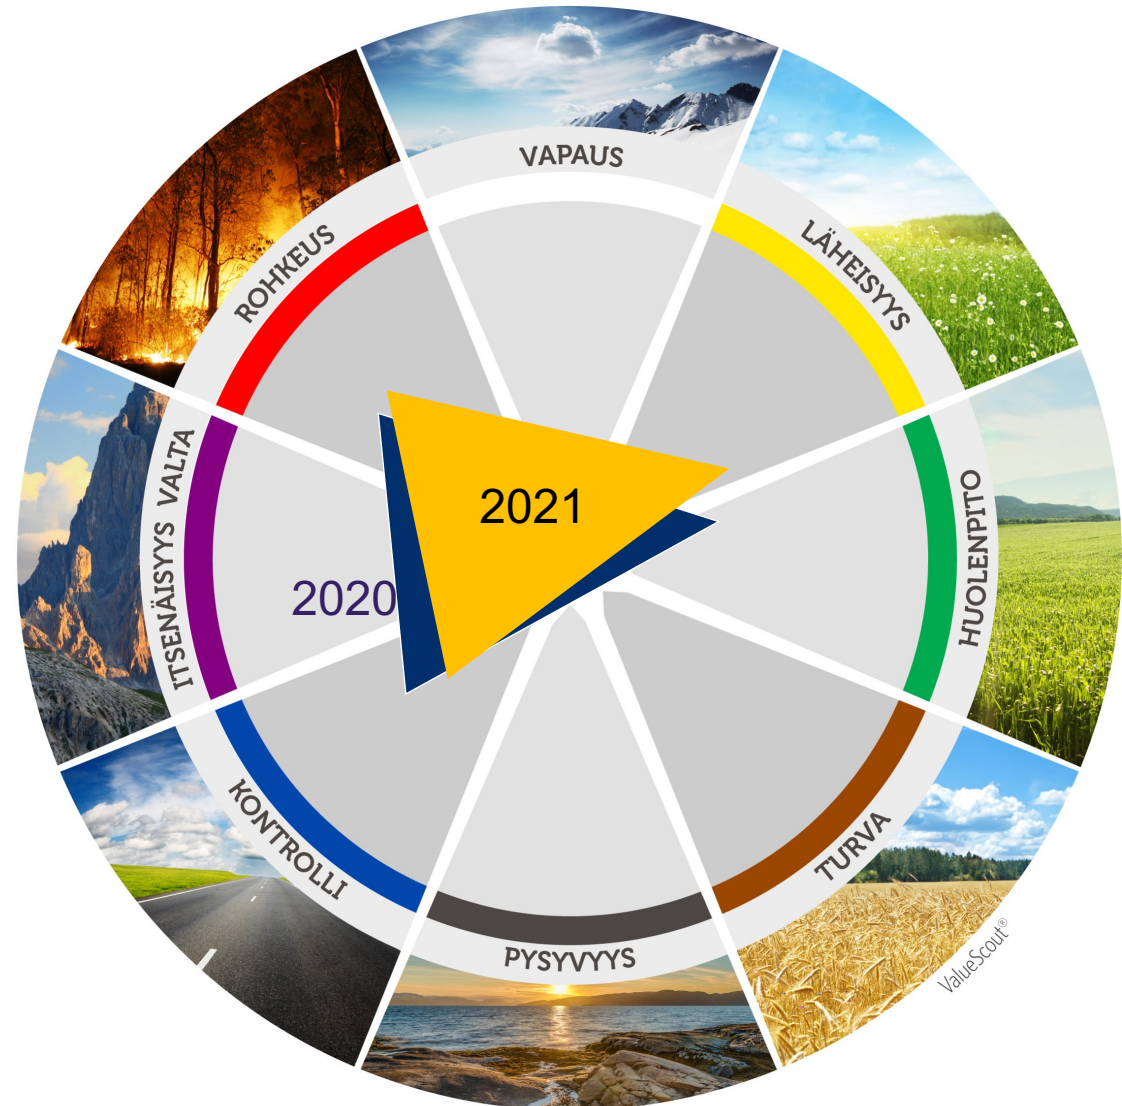 VAPAUS
LÄHEISYYS
HUOLENPITO
TURVA
PYSYVYYS
KONTROLLI
ITSENÄISYYS VALTA
ROHKEUS
2021
2020
ValueScout®